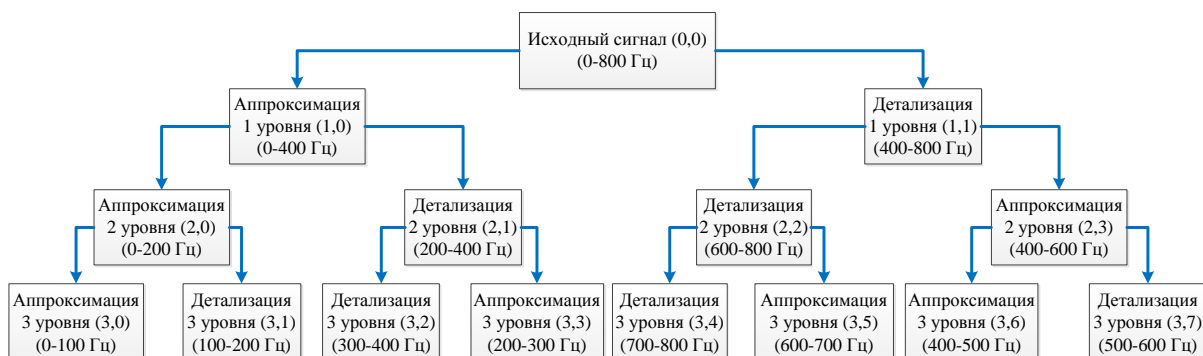 Исходный сигнал (0,0)
(0-800 Гц)
Аппроксимация
1 уровня (1,0)
(0-400 Гц)
Детализация
1 уровня (1,1)
(400-800 Гц)
Аппроксимация
2 уровня (2,0)
(0-200 Гц)
Детализация
2 уровня (2,1)
(200-400 Гц)
Детализация
2 уровня (2,2)
(600-800 Гц)
Аппроксимация
2 уровня (2,3)
(400-600 Гц)
Аппроксимация
3 уровня (3,0)
(0-100 Гц)
Детализация
3 уровня (3,1)
(100-200 Гц)
Детализация
3 уровня (3,2)
(300-400 Гц)
Аппроксимация
3 уровня (3,3)
(200-300 Гц)
Детализация
3 уровня (3,4)
(700-800 Гц)
Аппроксимация
3 уровня (3,5)
(600-700 Гц)
Аппроксимация
3 уровня (3,6)
(400-500 Гц)
Детализация
3 уровня (3,7)
(500-600 Гц)